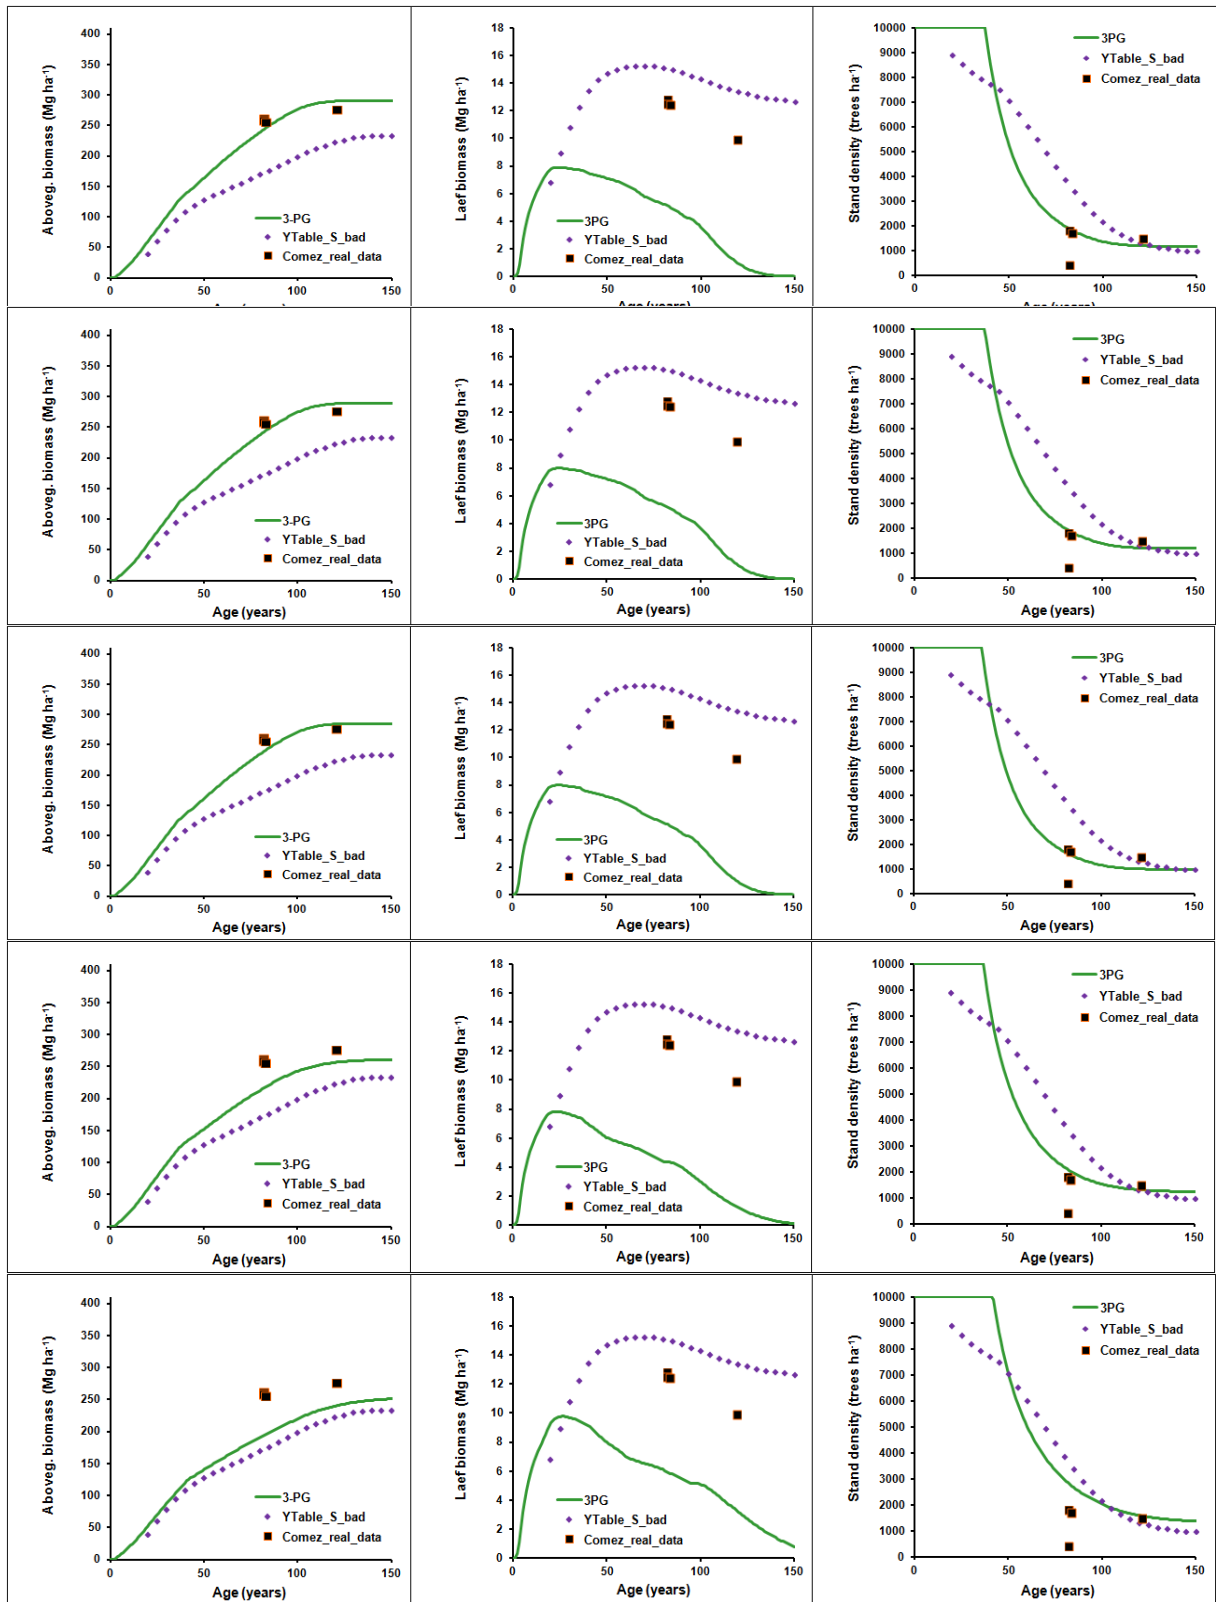 Aboveg. biomass (Mg ha-1)
400
350
300
250
200
150
100
50
0
3-PG
YTable_S_bad
Comez_real_data
0 50 100 150
Age (years)
Laef biomass (Mg ha-1)
18
16
14
12
10
8
6
4
2
0
3PG
YTable_S_bad
Comez_real_data
0 50 100 150
Age (years)
Stand density (trees ha-1)
10000
9000
8000
7000
6000
5000
4000
3000
2000
1000
0
3PG
YTable_S_bad
Comez_real_data
0 50 100 150
Age (years)
Aboveg. biomass (Mg ha-1)
400
350
300
250
200
150
100
50
0
3-PG
YTable_S_bad
Comez_real_data
0 50 100 150
Age (years)
Laef biomass (Mg ha-1)
18
16
14
12
10
8
6
4
2
0
3PG
YTable_S_bad
Comez_real_data
0 50 100 150
Age (years)
Stand density (trees ha-1)
10000
9000
8000
7000
6000
5000
4000
3000
2000
1000
0
3PG
YTable_S_bad
Comez_real_data
0 50 100 150
Age (years)
Aboveg. biomass (Mg ha-1)
400
350
300
250
200
150
100
50
0
3-PG
YTable_S_bad
Comez_real_data
0 50 100 150
Age (years)
Laef biomass (Mg ha-1)
18
16
14
12
10
8
6
4
2
0
3PG
YTable_S_bad
Comez_real_data
0 50 100 150
Age (years)
Stand density (trees ha-1)
10000
9000
8000
7000
6000
5000
4000
3000
2000
1000
0
3PG
YTable_S_bad
Comez_real_data
0 50 100 150
Age (years)
Aboveg. biomass (Mg ha-1)
400
350
300
250
200
150
100
50
0
3-PG
YTable_S_bad
Comez_real_data
0 50 100 150
Age (years)
Laef biomass (Mg ha-1)
18
16
14
12
10
8
6
4
2
0
3PG
YTable_S_bad
Comez_real_data
0 50 100 150
Age (years)
Stand density (trees ha-1)
10000
9000
8000
7000
6000
5000
4000
3000
2000
1000
0
3PG
YTable_S_bad
Comez_real_data
0 50 100 150
Age (years)
Aboveg. biomass (Mg ha-1)
400
350
300
250
200
150
100
50
0
3-PG
YTable_S_bad
Comez_real_data
0 50 100 150
Age (years)
Laef biomass (Mg ha-1)
18
16
14
12
10
8
6
4
2
0
3PG
YTable_S_bad
Comez_real_data
0 50 100 150
Age (years)
Stand density (trees ha-1)
10000
9000
8000
7000
6000
5000
4000
3000
2000
1000
0
3PG
YTable_S_bad
Comez_real_data
0 50 100 150
Age (years)